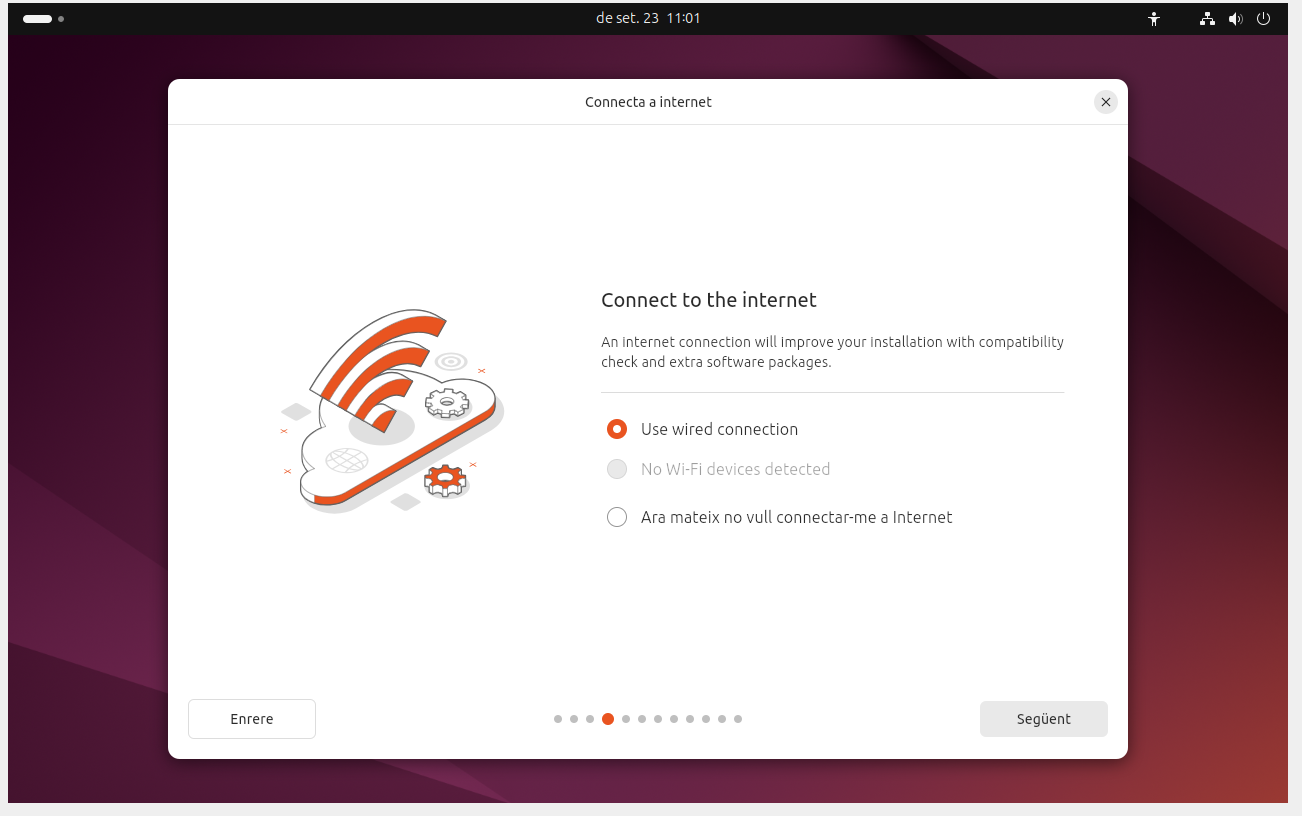 de set. 23 11:01
Connecta a internet
Connect to the internet
An internet connection will improve your installation with compatibility
check and extra software packages.
Use wired connection
No Wi-Fi devices detected
Ara mateix no vull connectar-me a Internet
Enrere
Següent